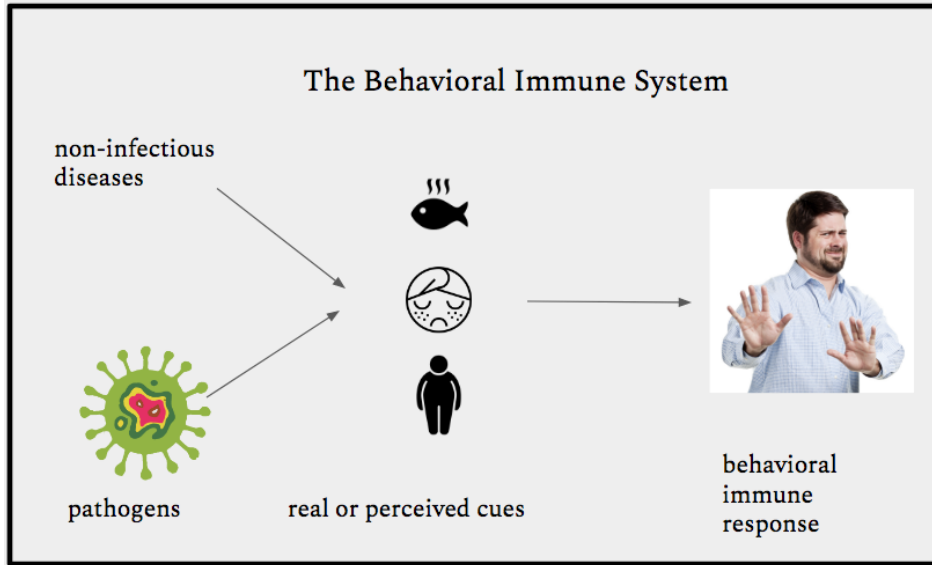 The Behavioral Immune System
non-infectious
diseases
pathogens
real or perceived cues
behavioral
immune
response